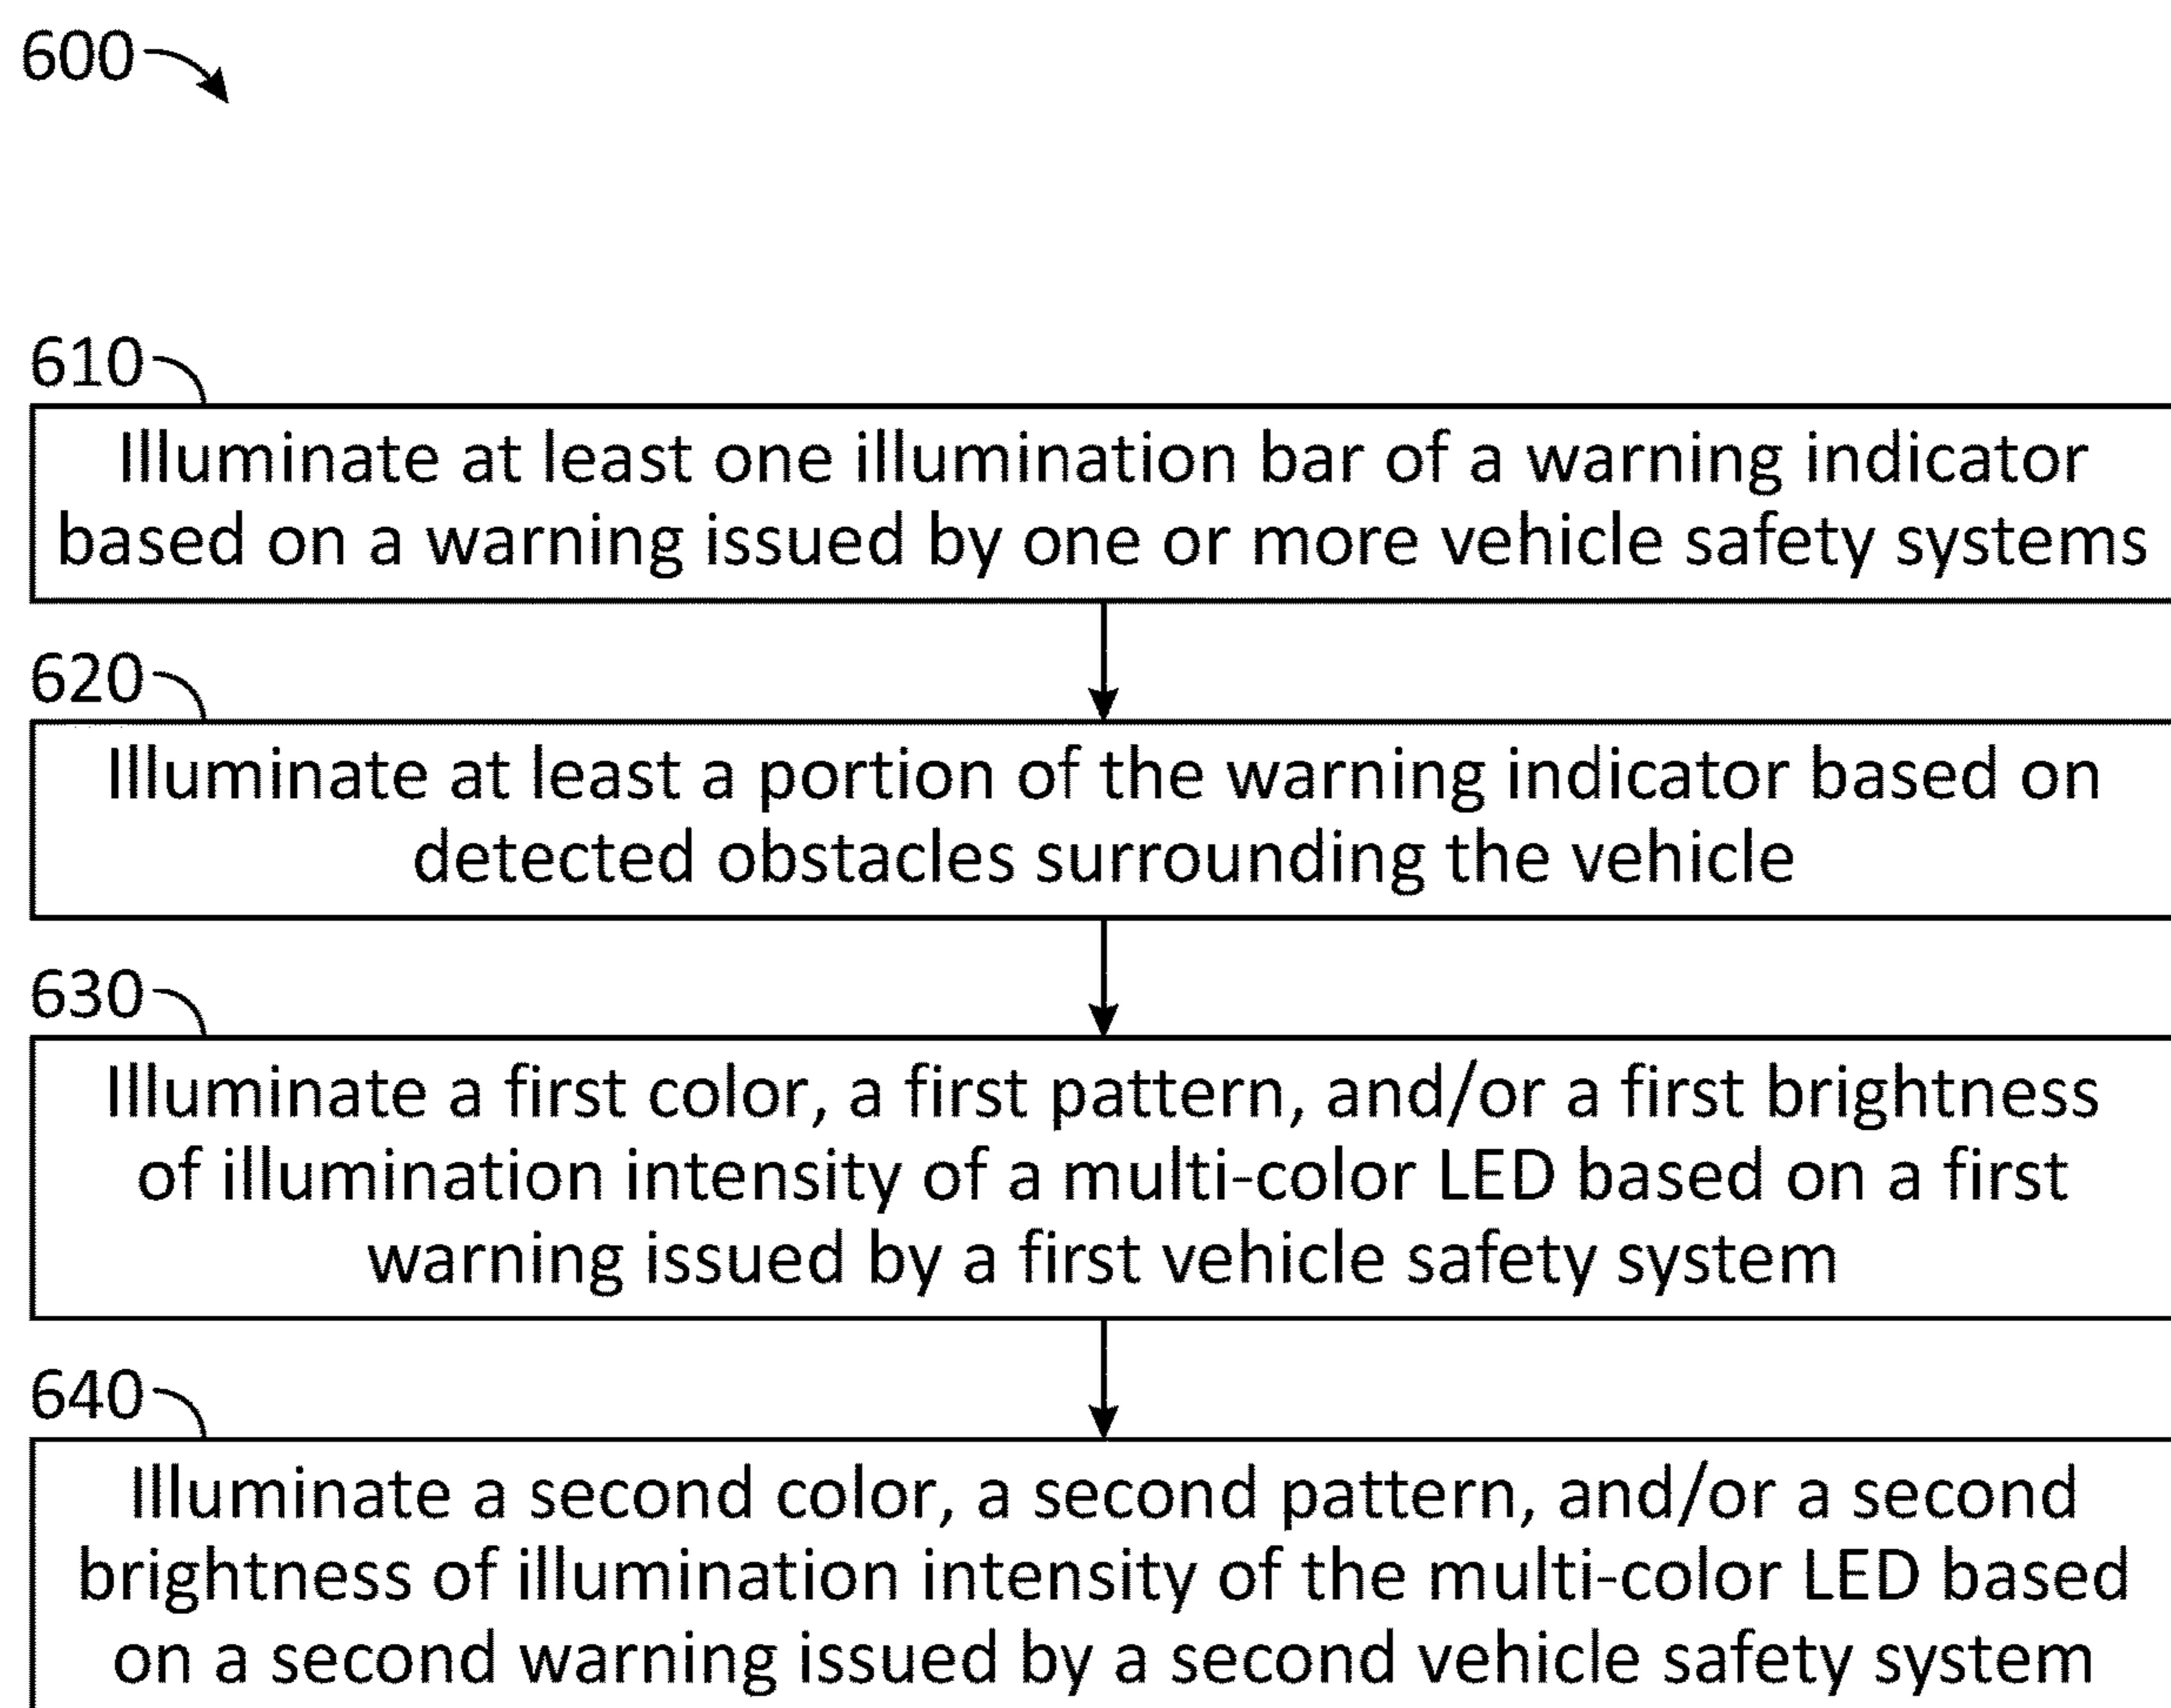 600
610
Illuminate at least one illumination bar of a warning indicator
based on a warning issued by one or more vehicle safety systems
620
Illuminate at least a portion of the warning indicator based on
detected obstacles surrounding the vehicle
630
Illuminate a first color, a first pattern, and/or a first brightness
of illumination intensity of a multi-color LED based on a first
warning issued by a first vehicle safety system
640
Illuminate a second color, a second pattern, and/or a second
brightness of illumination intensity of the multi-color LED based
on a second warning issued by a second vehicle safety system